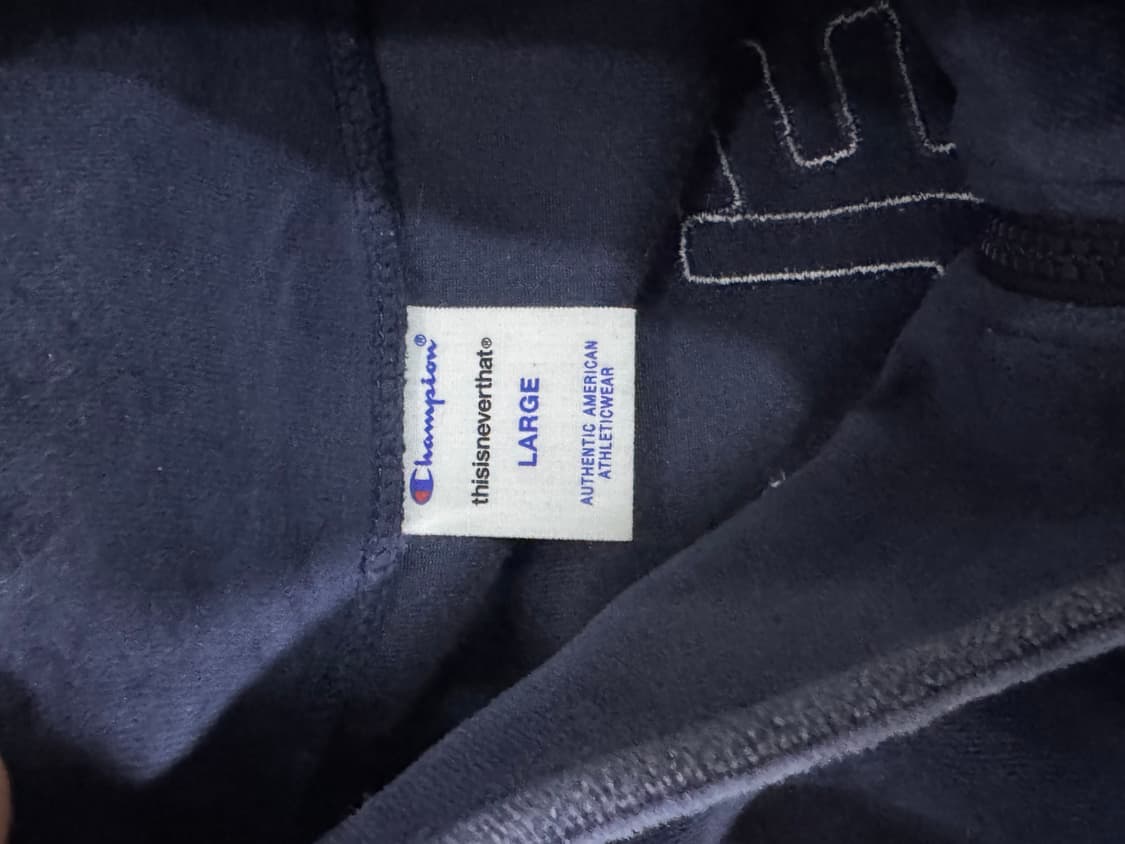 Champion®
thisisneverthat®
LARGE
AUTHENTIC AMERICAN
ATHLETICWEAR